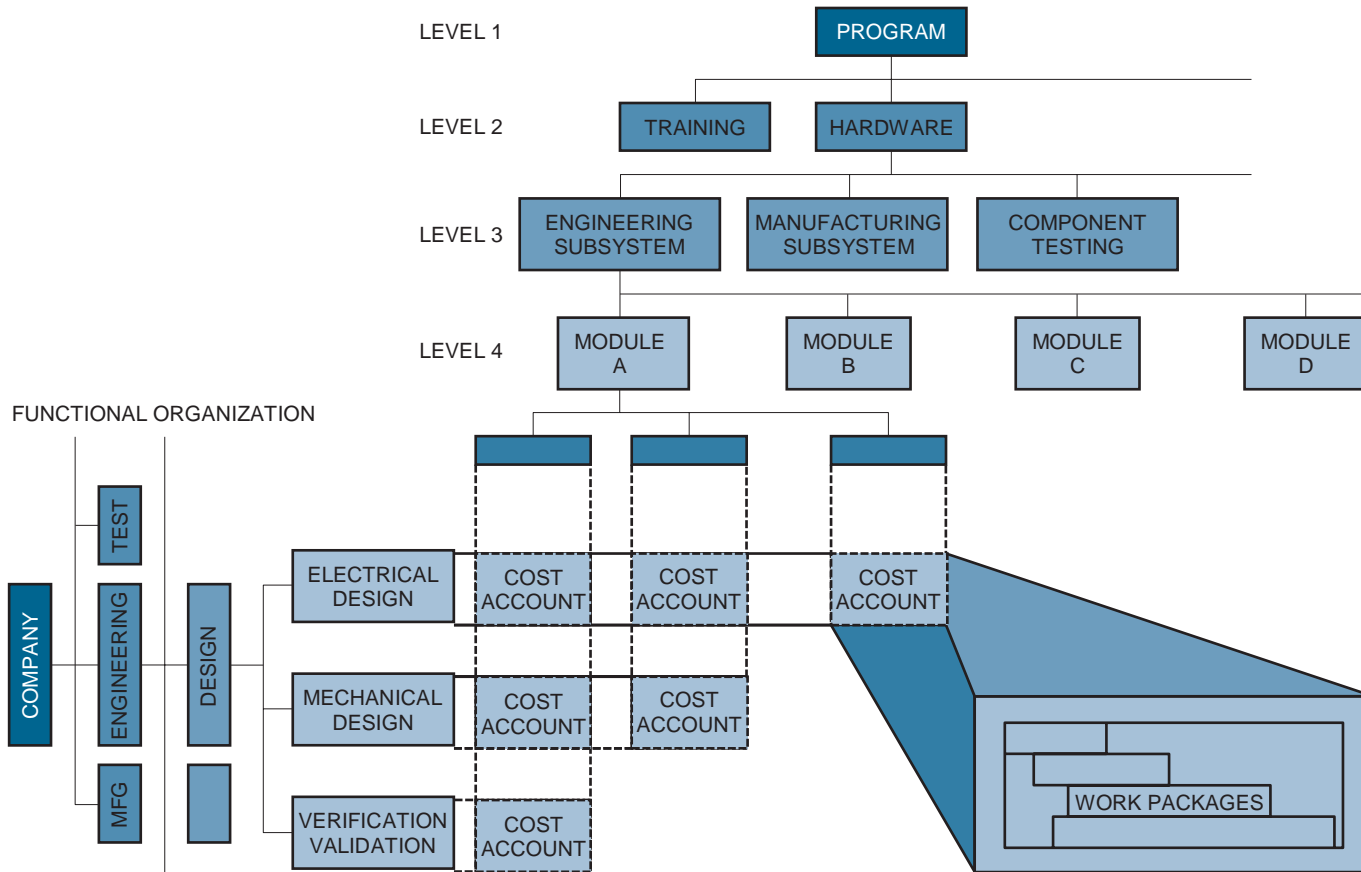 LEVEL 1
PROGRAM
LEVEL 2
TRAINING
HARDWARE
LEVEL 3
ENGINEERING
SUBSYSTEM
MANUFACTURING
SUBSYSTEM
COMPONENT
TESTING
LEVEL 4
MODULE
A
MODULE
B
MODULE
C
MODULE
D
FUNCTIONAL ORGANIZATION
COMPANY
TEST
ENGINEERING
MFG
DESIGN
ELECTRICAL
DESIGN
COST
ACCOUNT
COST
ACCOUNT
COST
ACCOUNT
MECHANICAL
DESIGN
COST
ACCOUNT
COST
ACCOUNT
VERIFICATION
VALIDATION
COST
ACCOUNT
WORK PACKAGES